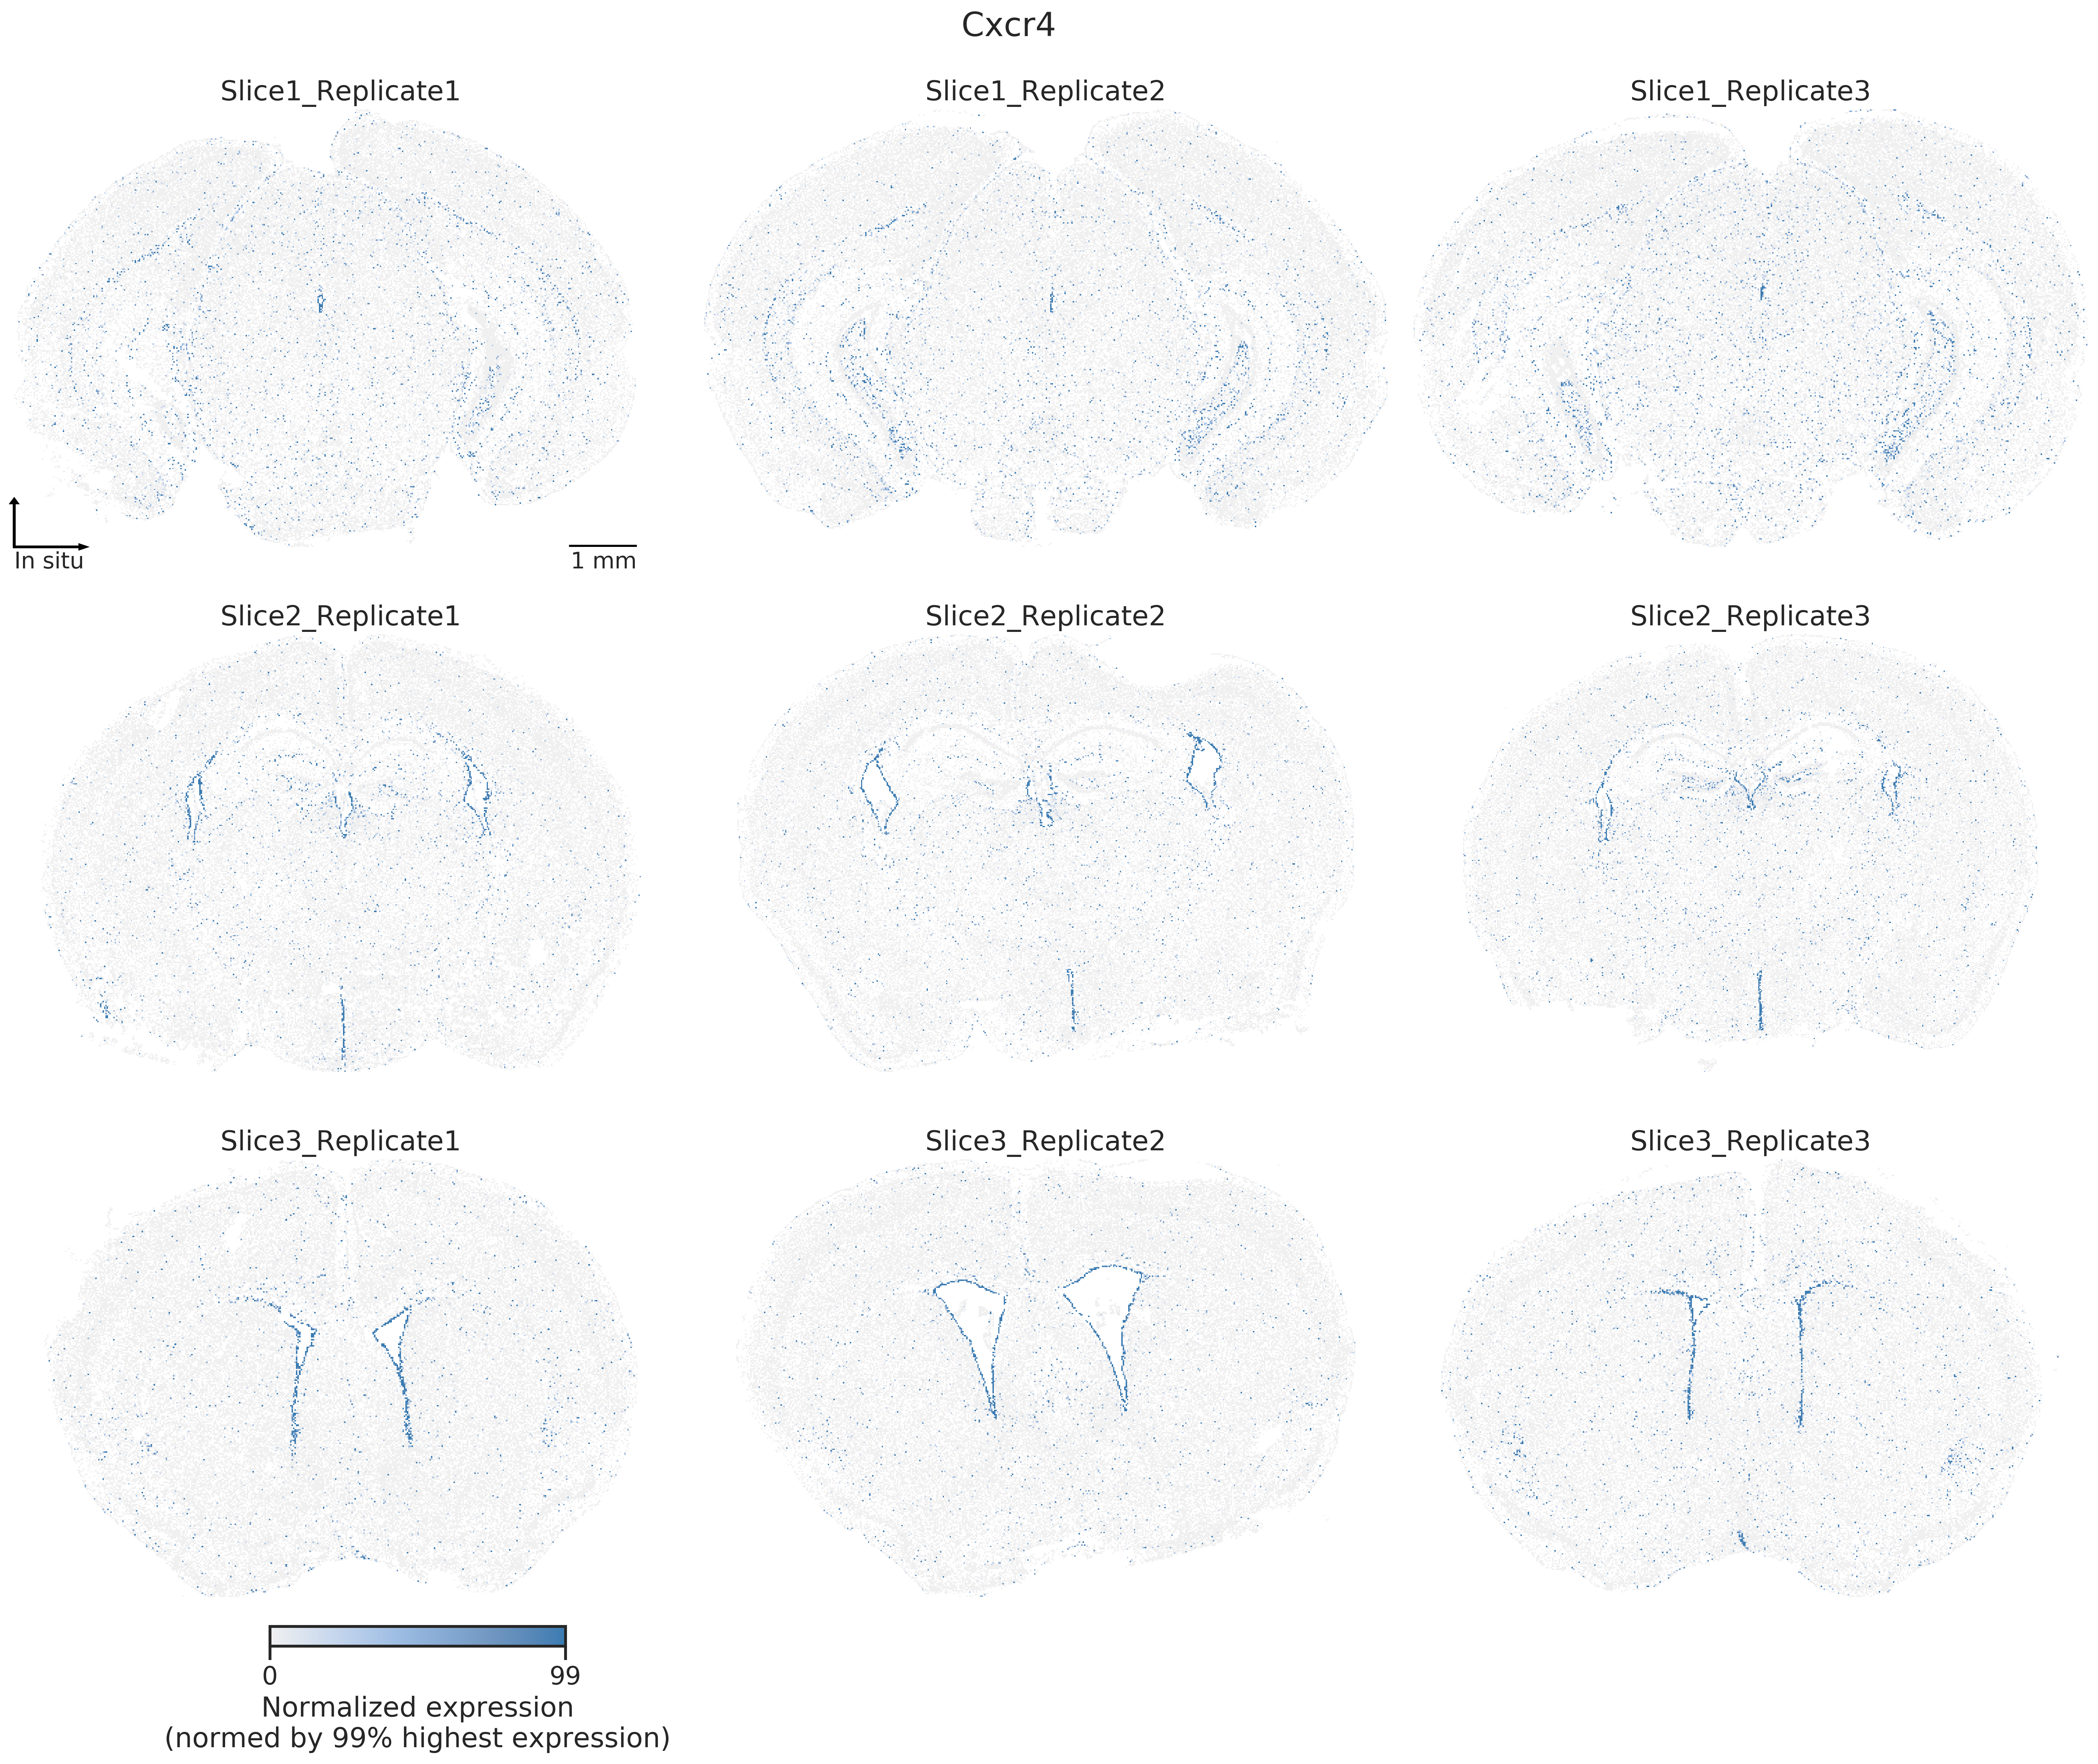 Cxcr4
Slice1_Replicate1
Slice1_Replicate2
Slice1_Replicate3
In situ
1 mm
Slice2_Replicate1
Slice2_Replicate2
Slice2_Replicate3
Slice3_Replicate1
Slice3_Replicate2
Slice3_Replicate3
0
99
Normalized expression
(normed by 99% highest expression)